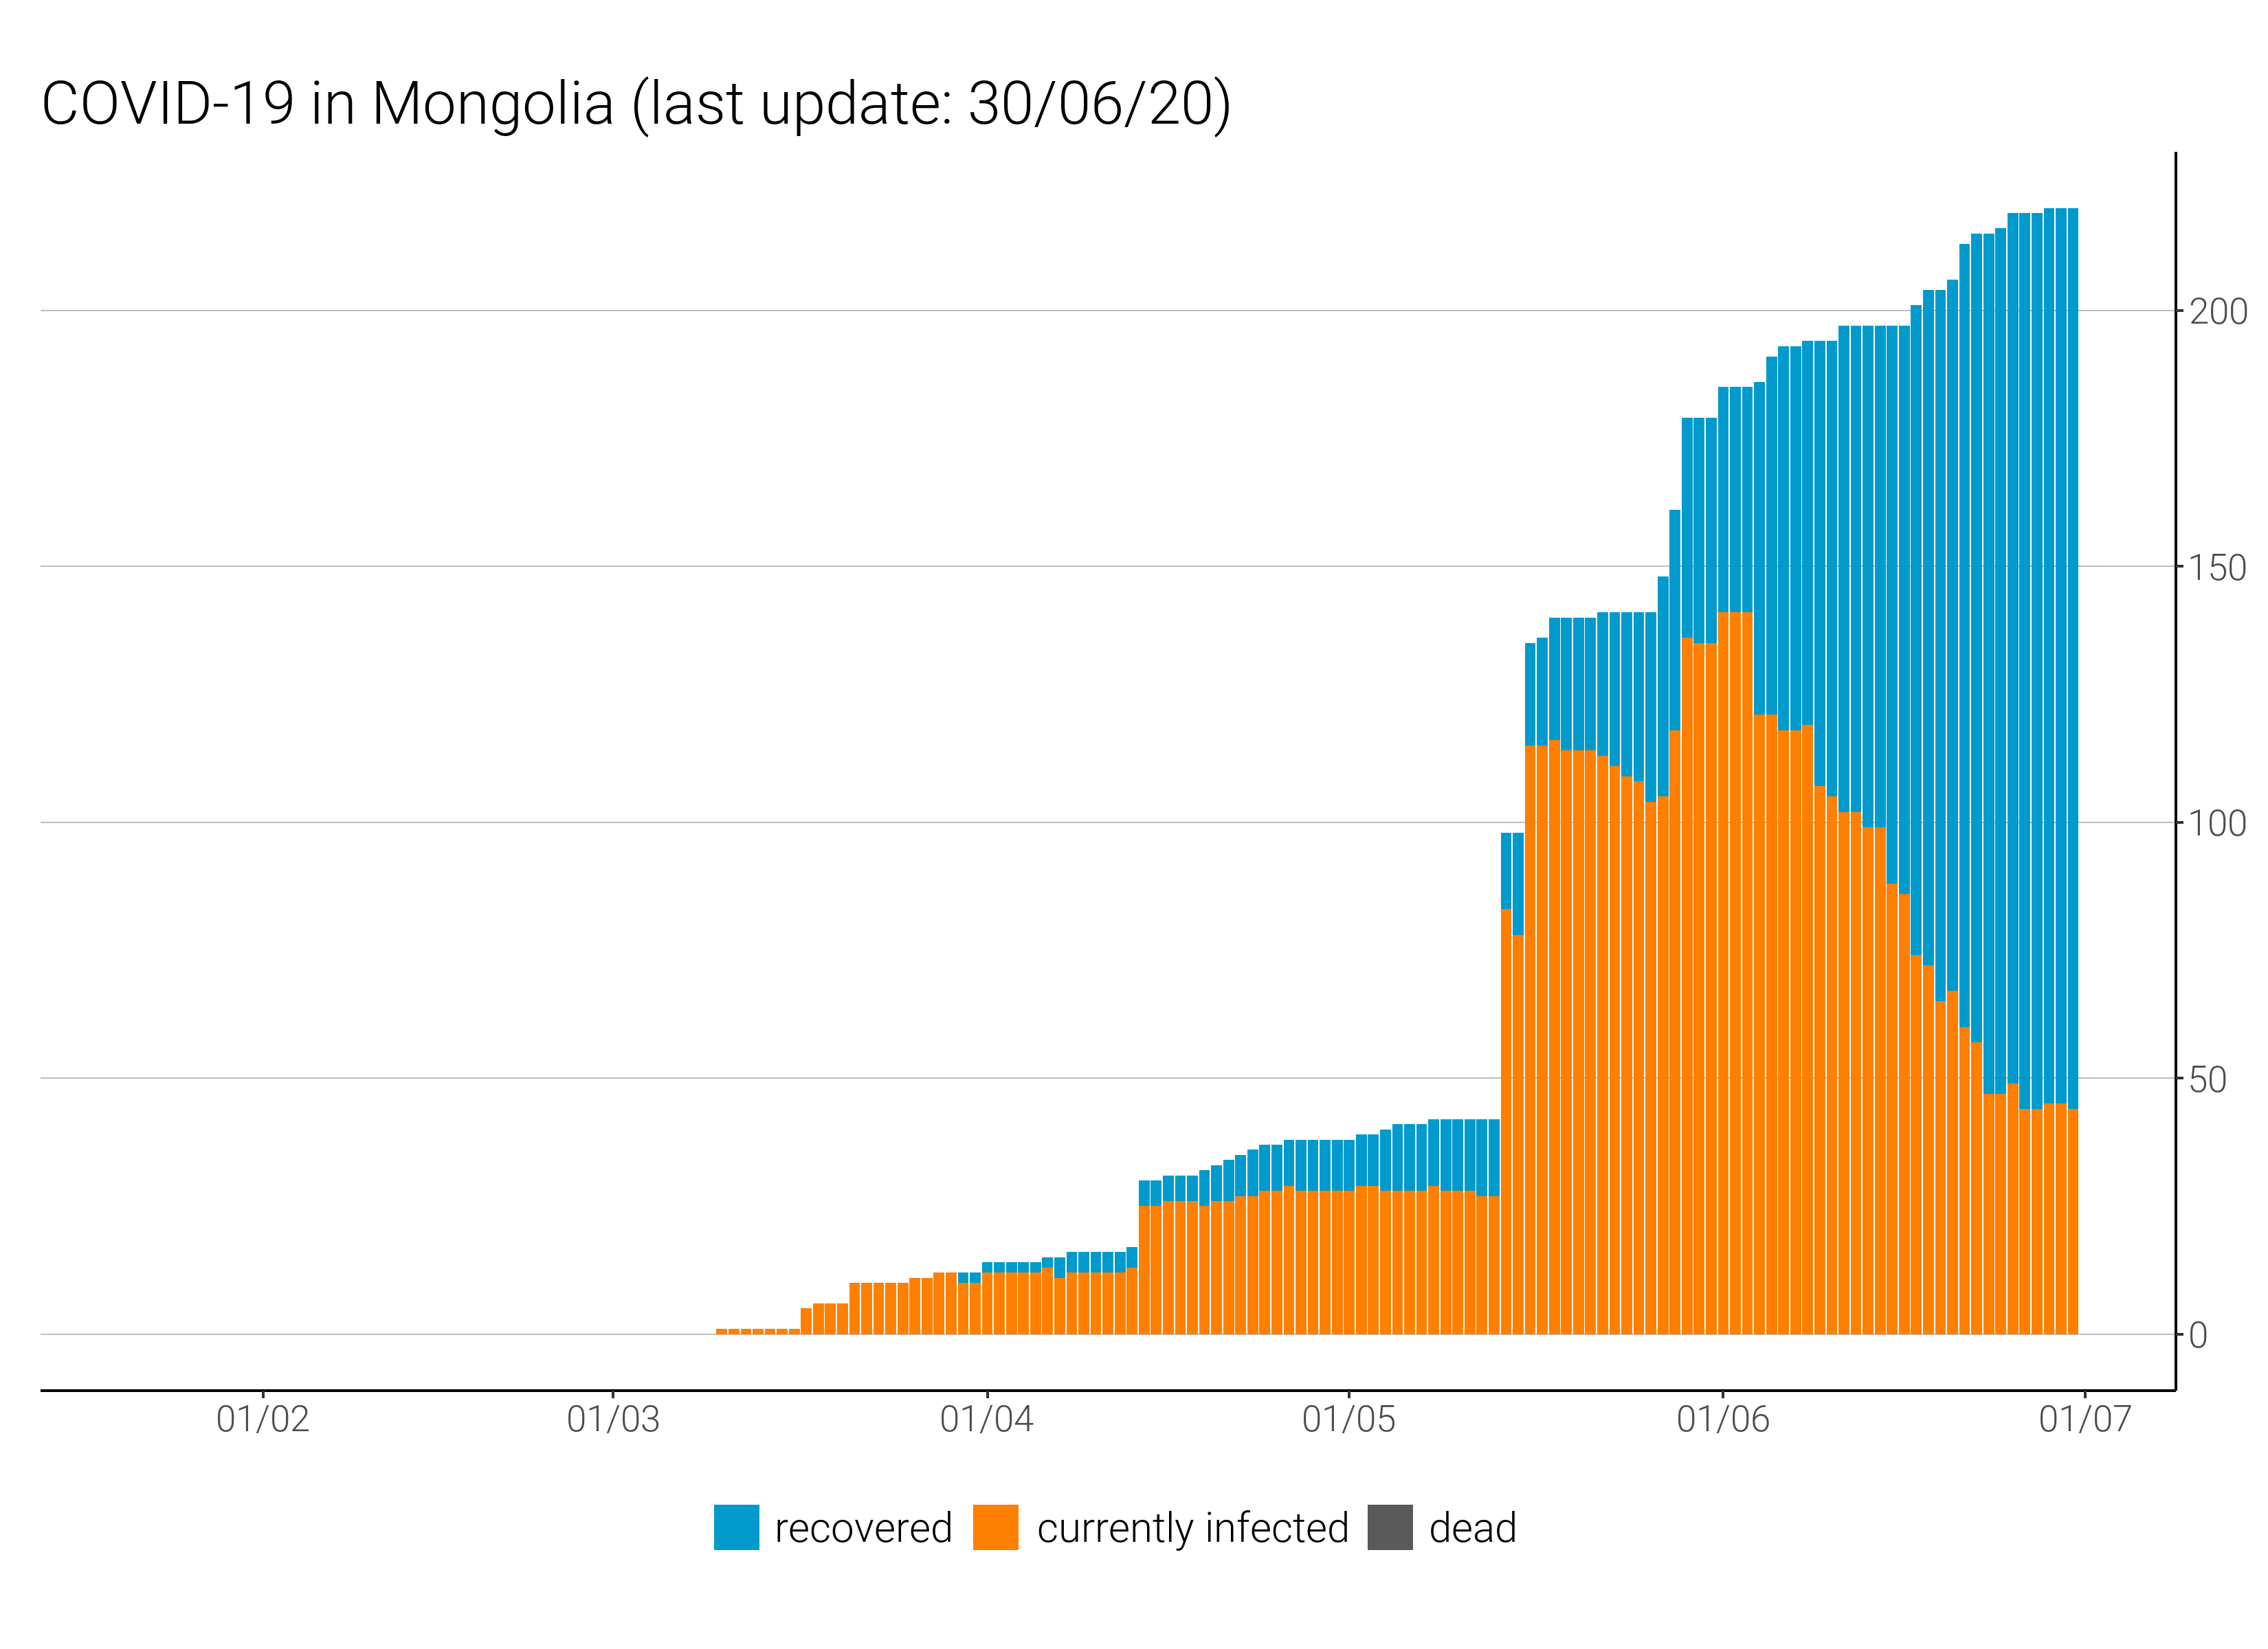 COVID-19 in Mongolia (last update: 30/06/20)
200
150
100
50
0
01/02 01/03 01/04 01/05 01/06 01/07
recovered currently infected dead